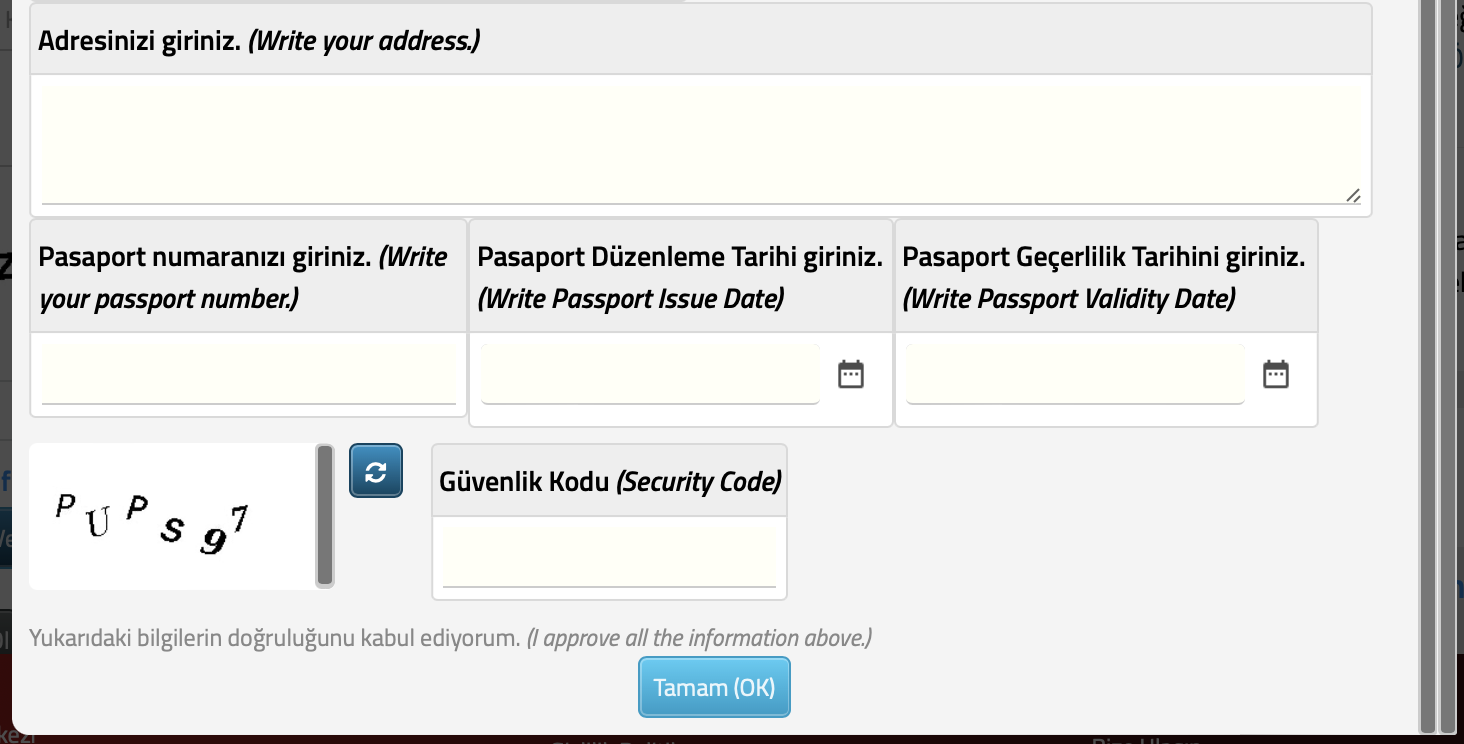 Adresinizi giriniz. (Write your address.)
Pasaport numaranızı giriniz. (Write
your passport number.)
Pasaport Düzenleme Tarihi giriniz.
(Write Passport Issue Date)
Pasaport Geçerlilik Tarihini giriniz.
(Write Passport Validity Date)
P U P S 9 7
Güvenlik Kodu (Security Code)
Yukarıdaki bilgilerin doğruluğunu kabul ediyorum. (I approve all the information above.)
Tamam (OK)